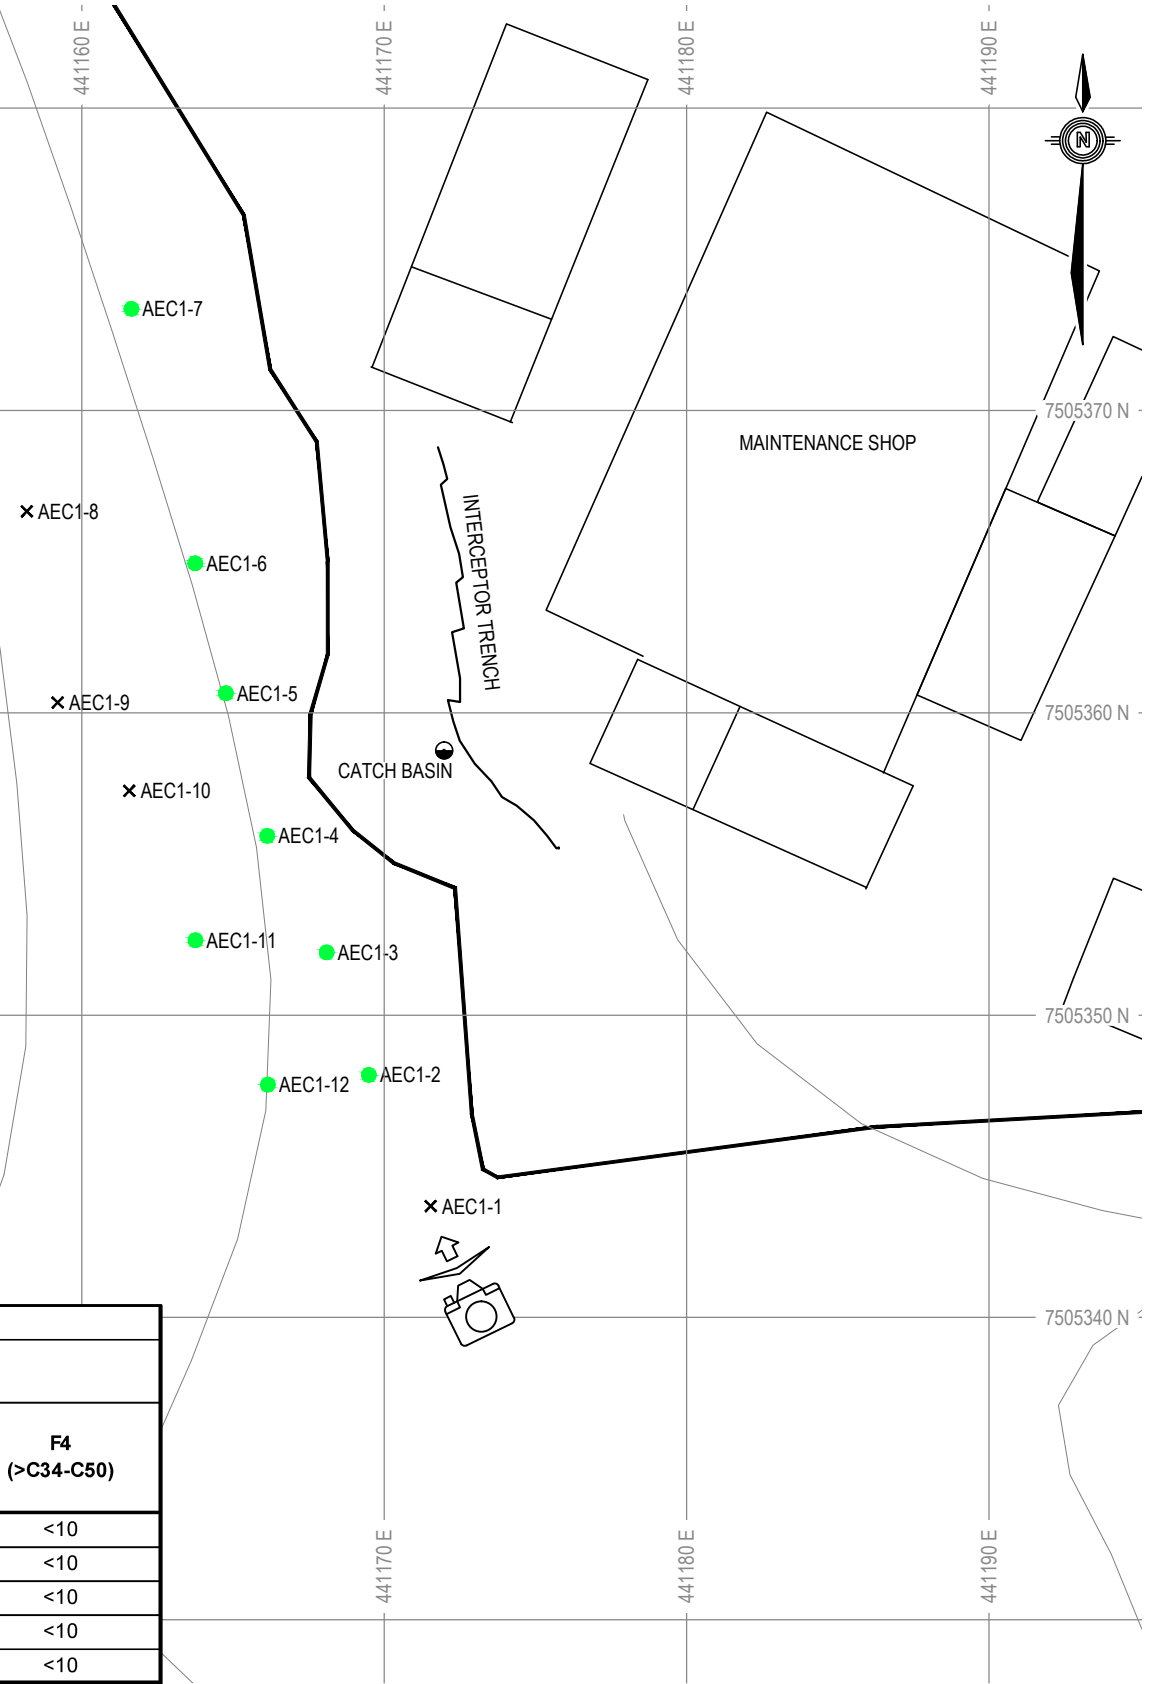 441160 E
441170 E
441180 E
441190 E
N
AEC1-7
7505370 N
MAINTENANCE SHOP
INTERCEPTOR TRENCH
AEC1-8
AEC1-6
AEC1-5
AEC1-9
7505360 N
CATCH BASIN
AEC1-10
AEC1-4
AEC1-11
AEC1-3
7505350 N
AEC1-12
AEC1-2
AEC1-1
7505340 N
F4
(>C34-C50)
<10
<10
<10
<10
<10
441170 E
441180 E
441190 E